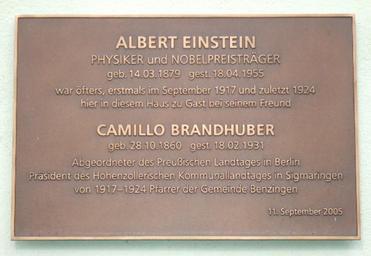 ALBERT EINSTEIN
PHYSIKER und NOBELPREISTRÄGER
geb. 14.03.1879 gest. 18.04.1955
war öfters, erstmals im September 1917 und zuletzt 1924
hier in diesem Haus zu Gast bei seinem Freund
CAMILLO BRANDHUBER
geb. 28.10.1860 gest. 18.02.1931
Abgeordneter des Preußischen Landtages in Berlin
Präsident des Hohenzollerischen Kommunallandtages in Sigmaringen
von 1917–1924 Pfarrer der Gemeinde Benzingen
11. September 2005